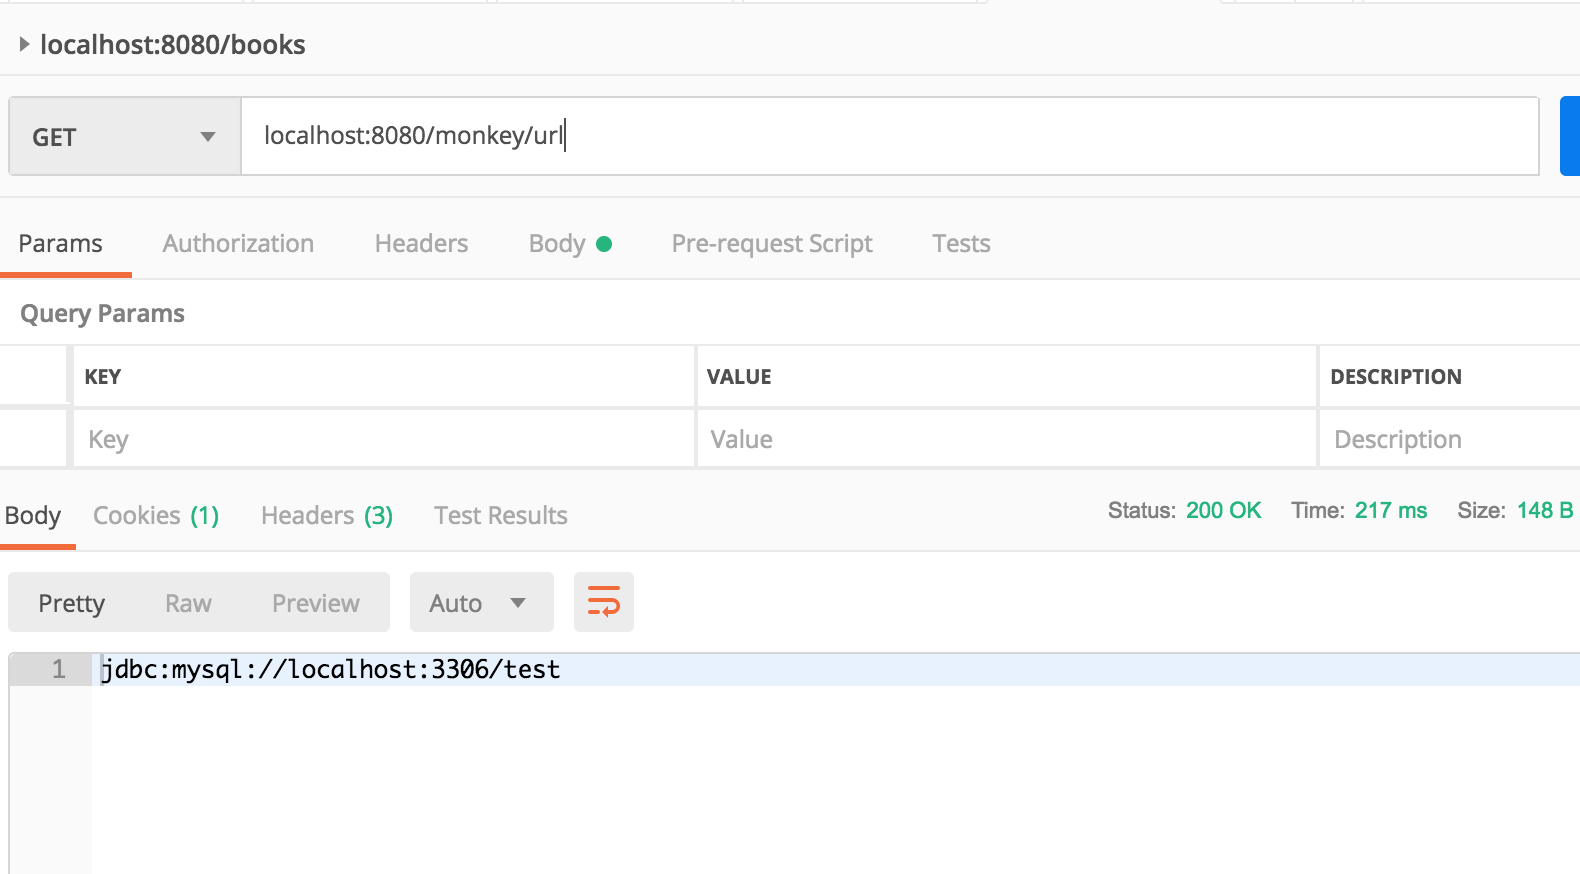 localhost:8080/books
GET localhost:8080/monkey/url
Params Authorization Headers Body Pre-request Script Tests
Query Params
KEY VALUE DESCRIPTION
Key Value Description
Body Cookies (1) Headers (3) Test Results Status: 200 OK Time: 217 ms Size: 148 B
Pretty Raw Preview Auto
1 jdbc:mysql://localhost:3306/test